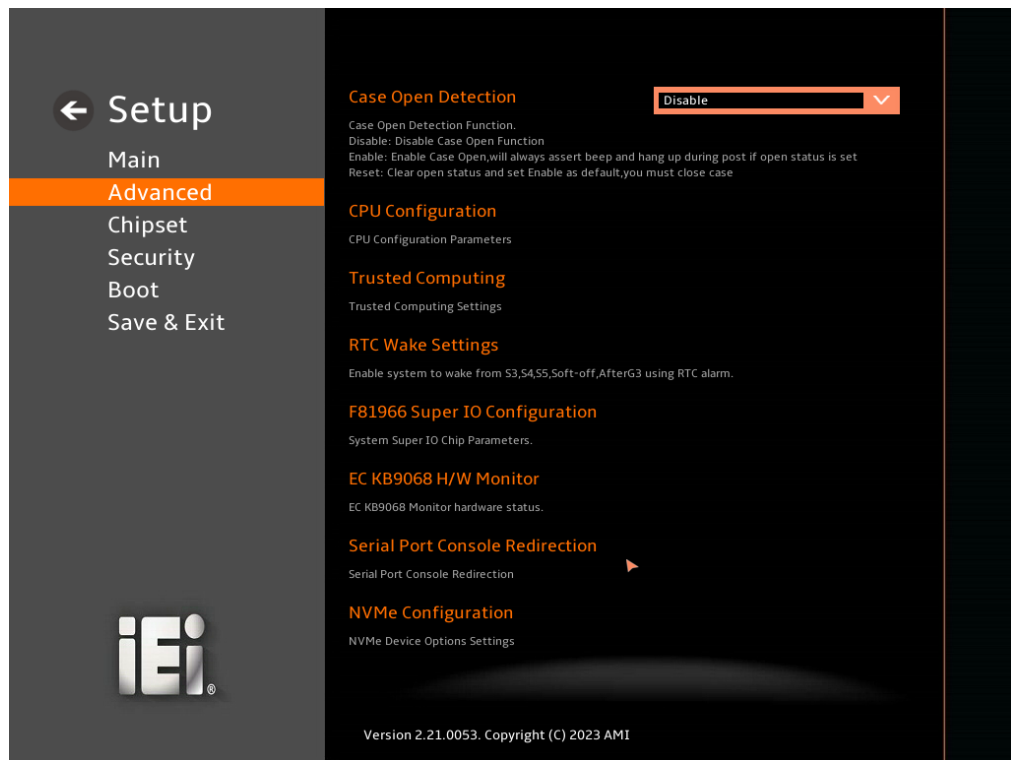 Setup
Main
Advanced
Chipset
Security
Boot
Save & Exit
iEi®
Case Open Detection
Disable
Case Open Detection Function.
Disable: Disable Case Open Function
Enable: Enable Case Open,will always assert beep and hang up during post if open status is set
Reset: Clear open status and set Enable as default,you must close case
CPU Configuration
CPU Configuration Parameters
Trusted Computing
Trusted Computing Settings
RTC Wake Settings
Enable system to wake from S3,S4,S5,Soft-off,AfterG3 using RTC alarm.
F81966 Super IO Configuration
System Super IO Chip Parameters.
EC KB9068 H/W Monitor
EC KB9068 Monitor hardware status.
Serial Port Console Redirection
Serial Port Console Redirection
NVMe Configuration
NVMe Device Options Settings
Version 2.21.0053. Copyright (C) 2023 AMI